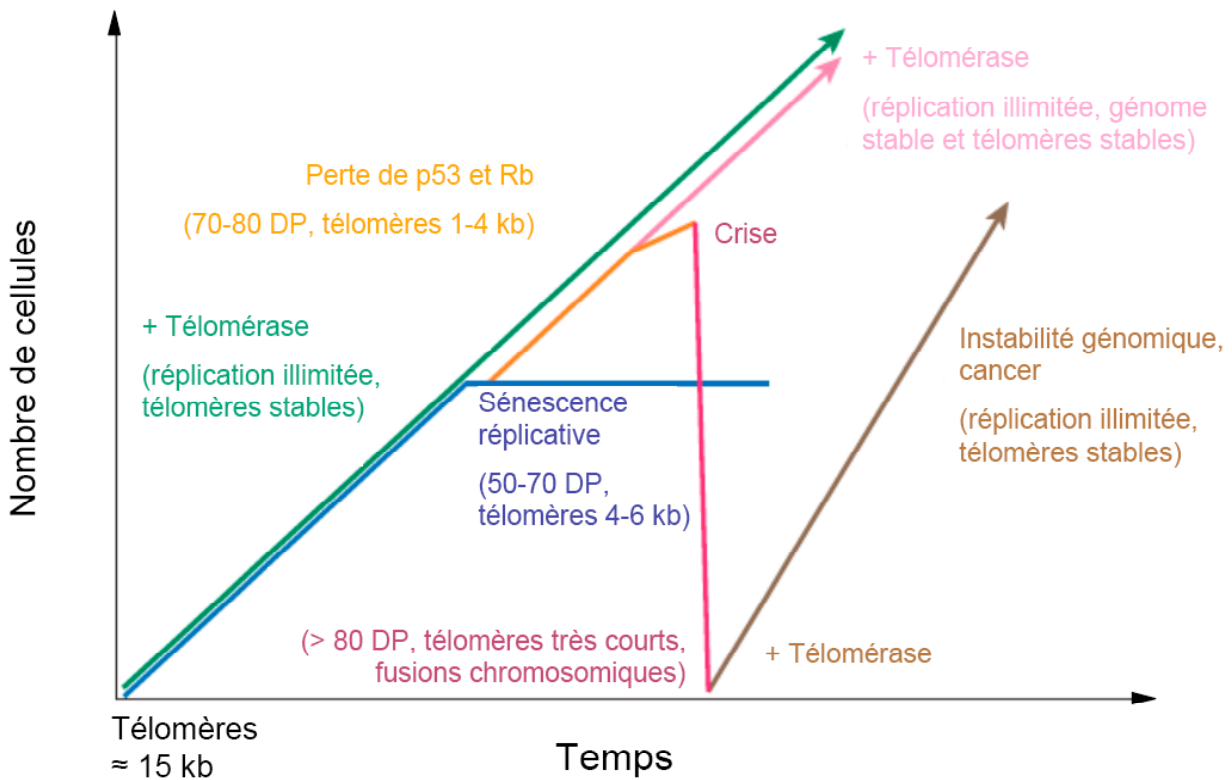 + Télomérase
(réplication illimitée, génome
stable et télomères stables)
Perte de p53 et Rb
(70-80 DP, télomères 1-4 kb)
Crise
+ Télomérase
(réplication illimitée,
télomères stables)
Instabilité génomique,
cancer
(réplication illimitée,
télomères stables)
Sénescence
réplicative
(50-70 DP,
télomères 4-6 kb)
Nombre de cellules
(> 80 DP, télomères très courts,
fusions chromosomiques)
+ Télomérase
Télomères
≈ 15 kb
Temps